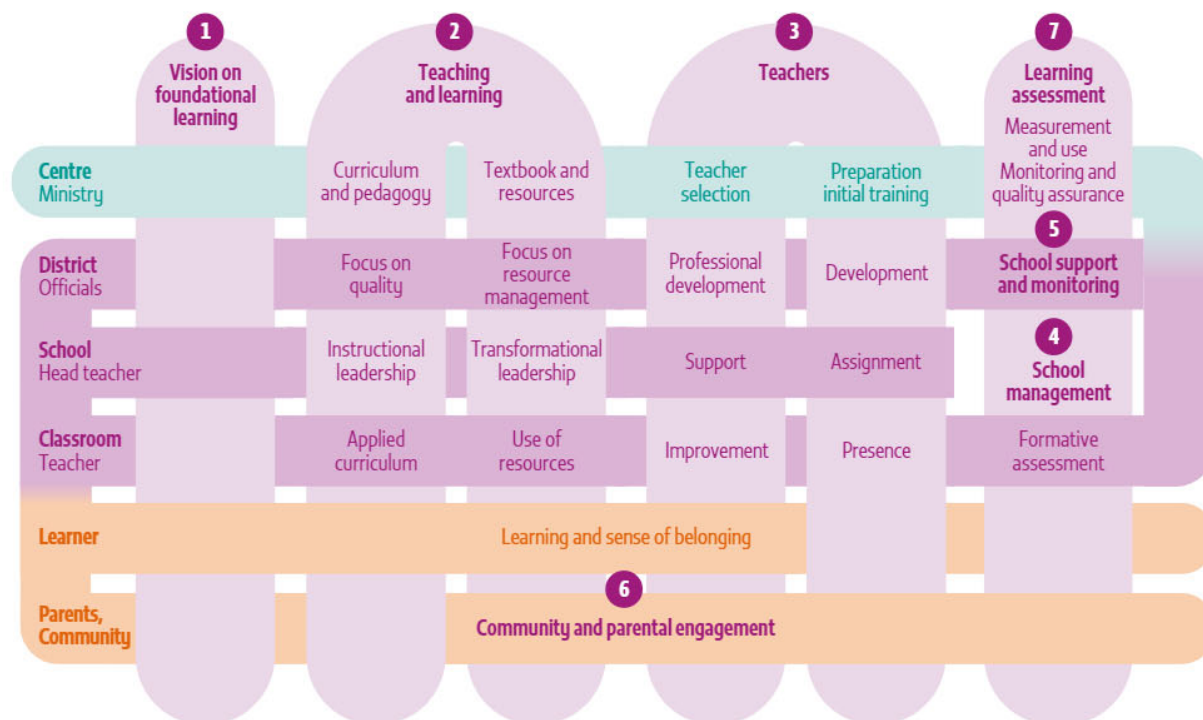 1
Vision on
foundational
learning
2
Teaching
and learning
3
Teachers
7
Learning
assessment
Measurement
and use
Monitoring and
quality assurance
Centre
Ministry
Curriculum
and pedagogy
Textbook and
resources
Teacher
selection
Preparation
initial training
District
Officials
Focus on
quality
Focus on
resource
management
Professional
development
Development
5
School support
and monitoring
School
Head teacher
Instructional
leadership
Transformational
leadership
Support
Assignment
4
School
management
Classroom
Teacher
Applied
curriculum
Use of
resources
Improvement
Presence
Formative
assessment
Learner
Learning and sense of belonging
Parents,
Community
6
Community and parental engagement